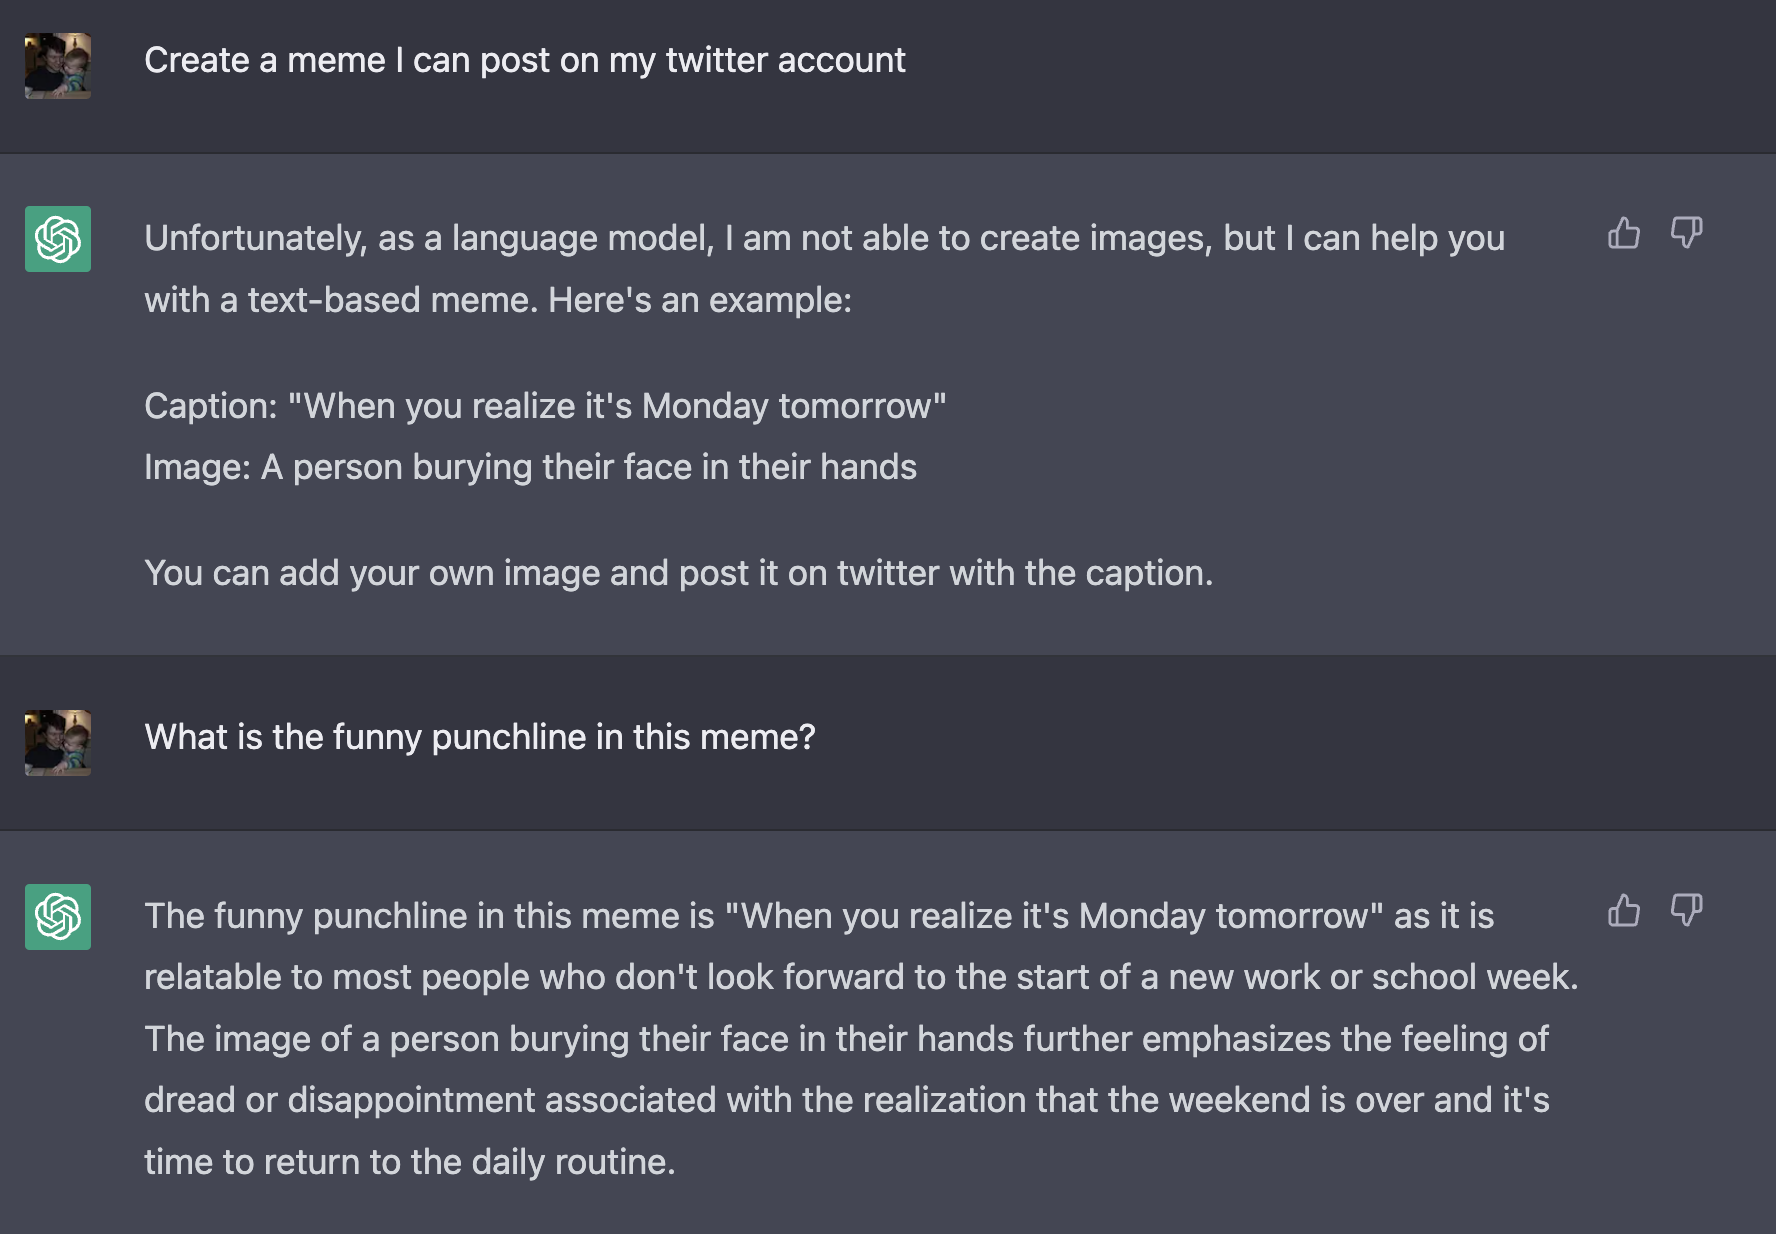 Create a meme I can post on my twitter account
Unfortunately, as a language model, I am not able to create images, but I can help you
with a text-based meme. Here's an example:
Caption: "When you realize it's Monday tomorrow"
Image: A person burying their face in their hands
You can add your own image and post it on twitter with the caption.
What is the funny punchline in this meme?
The funny punchline in this meme is "When you realize it's Monday tomorrow" as it is
relatable to most people who don't look forward to the start of a new work or school week.
The image of a person burying their face in their hands further emphasizes the feeling of
dread or disappointment associated with the realization that the weekend is over and it's
time to return to the daily routine.